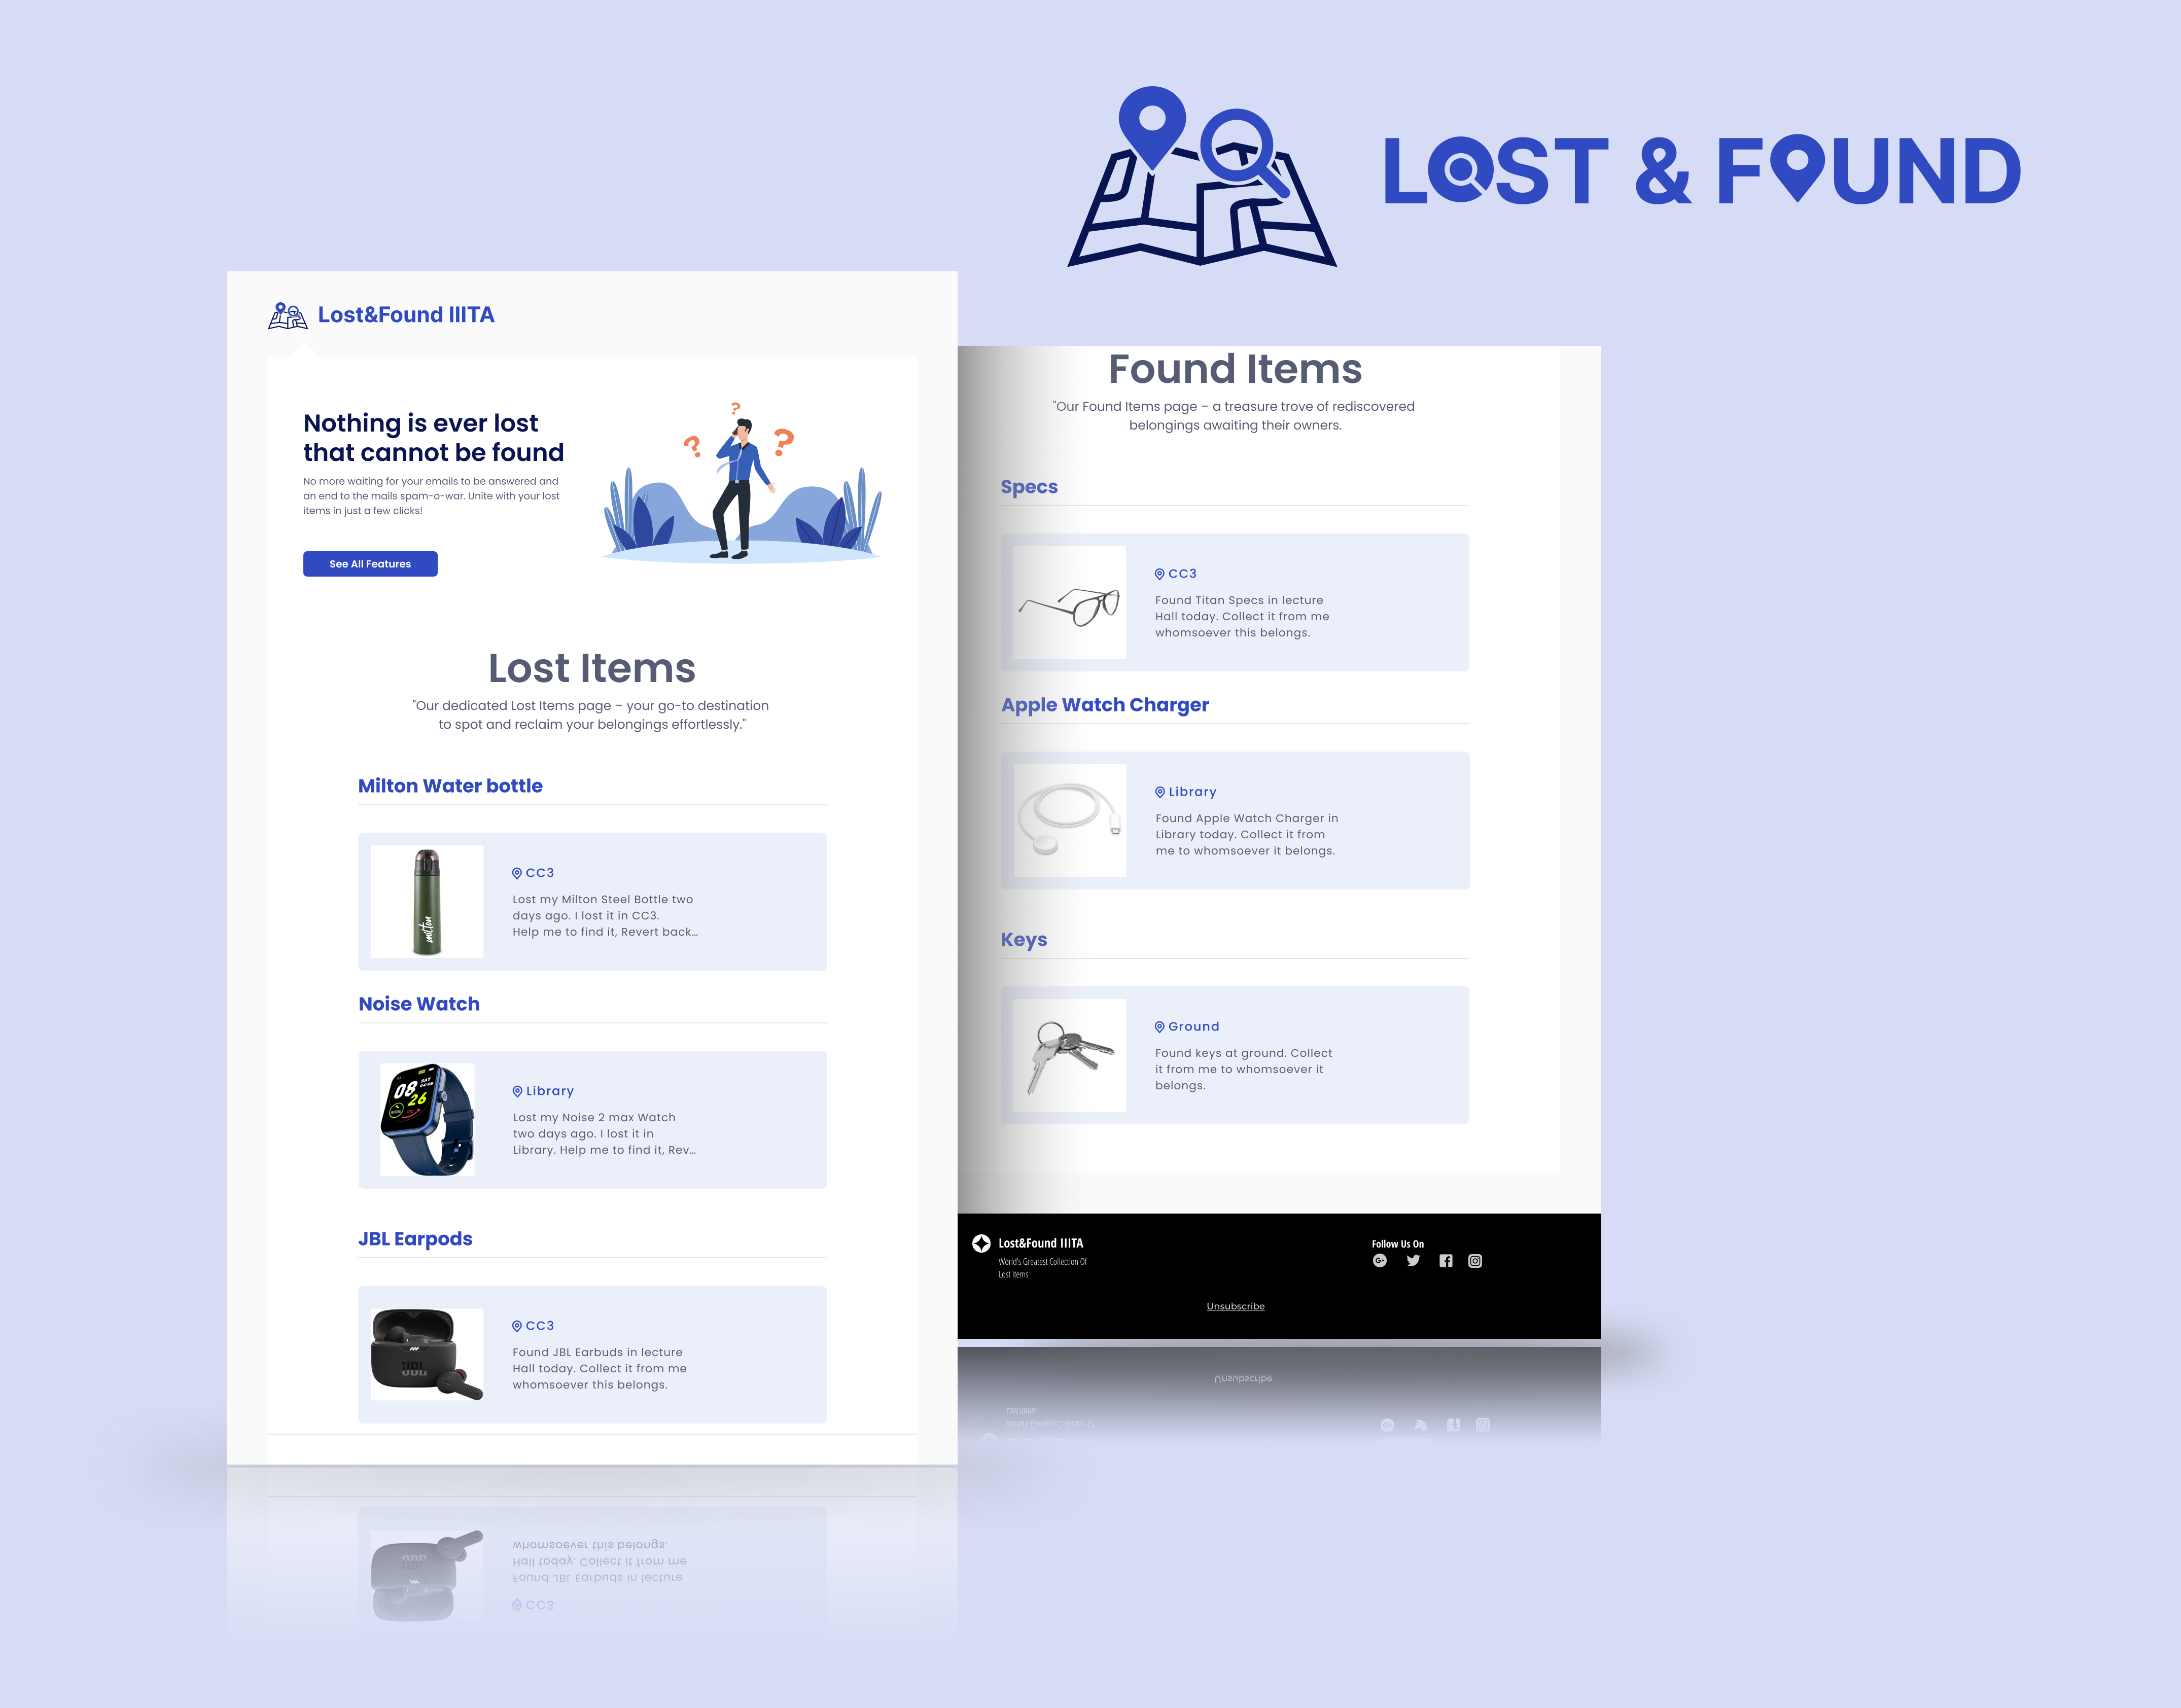 LOST & FOUND
Lost&Found IIITA
Nothing is ever lost
that cannot be found
No more waiting for your emails to be answered and
an end to the mails spam-o-war. Unite with your lost
items in just a few clicks!
See All Features
? ? ?
Lost Items
"Our dedicated Lost Items page – your go-to destination
to spot and reclaim your belongings effortlessly."
Milton Water bottle
milton
CC3
Lost my Milton Steel Bottle two
days ago. I lost it in CC3.
Help me to find it, Revert back...
Noise Watch
08 SAT
26
Library
Lost my Noise 2 max Watch
two days ago. I lost it in
Library. Help me to find it, Rev...
JBL Earpods
JBL
CC3
Found JBL Earbuds in lecture
Hall today. Collect it from me
whomsoever this belongs.
Found Items
"Our Found Items page – a treasure trove of rediscovered
belongings awaiting their owners.
Specs
CC3
Found Titan Specs in lecture
Hall today. Collect it from me
whomsoever this belongs.
Apple Watch Charger
Library
Found Apple Watch Charger in
Library today. Collect it from
me to whomsoever it belongs.
Keys
Ground
Found keys at ground. Collect
it from me to whomsoever it
belongs.
Lost&Found IIITA
World's Greatest Collection Of
Lost Items
Follow Us On
G+
Unsubscribe